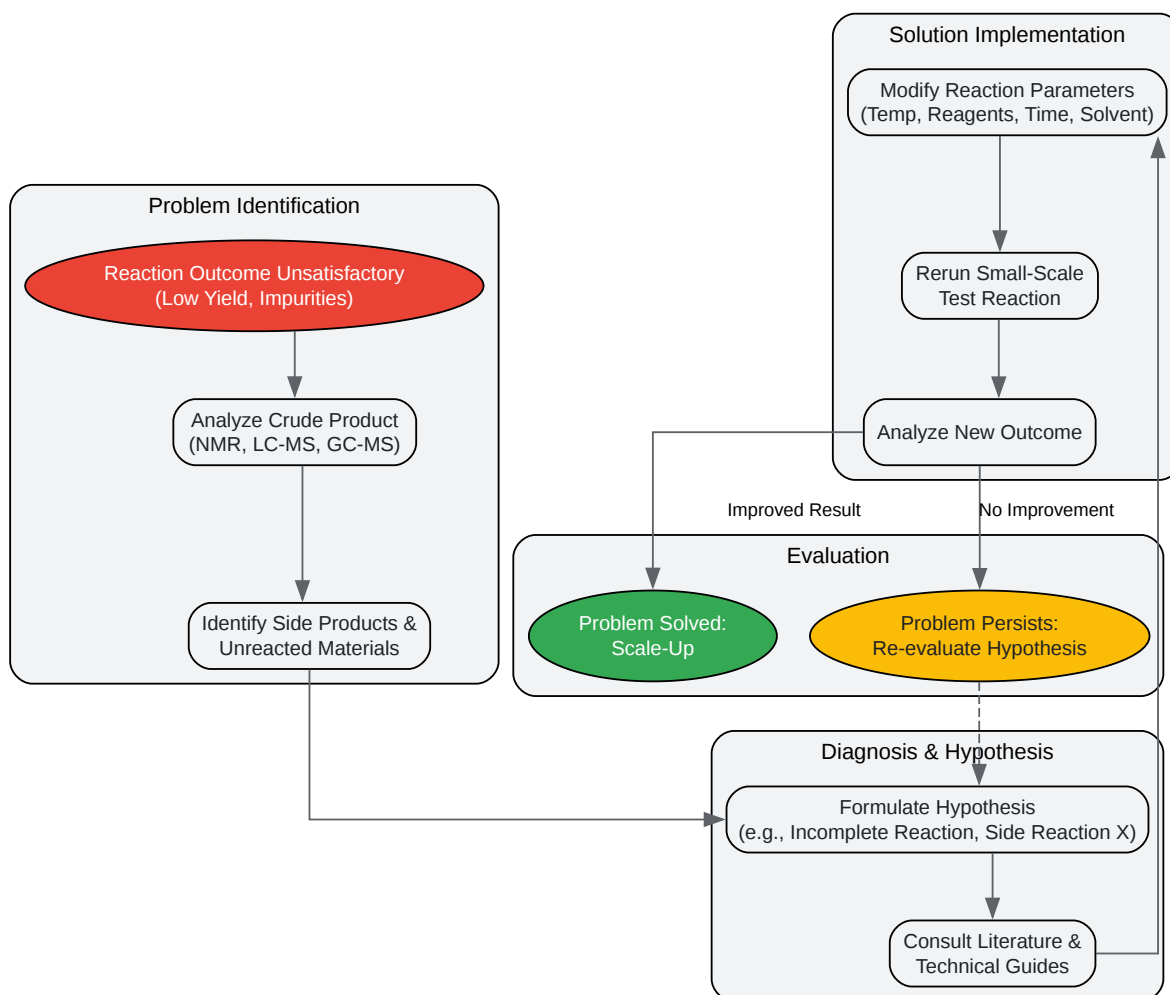 Solution Implementation
Modify Reaction Parameters
(Temp, Reagents, Time, Solvent)
Rerun Small-Scale
Test Reaction
Analyze New Outcome
Problem Identification
Reaction Outcome Unsatisfactory
(Low Yield, Impurities)
Analyze Crude Product
(NMR, LC-MS, GC-MS)
Identify Side Products &
Unreacted Materials
Improved Result
No Improvement
Evaluation
Problem Solved:
Scale-Up
Problem Persists:
Re-evaluate Hypothesis
Diagnosis & Hypothesis
Formulate Hypothesis
(e.g., Incomplete Reaction, Side Reaction X)
Consult Literature &
Technical Guides